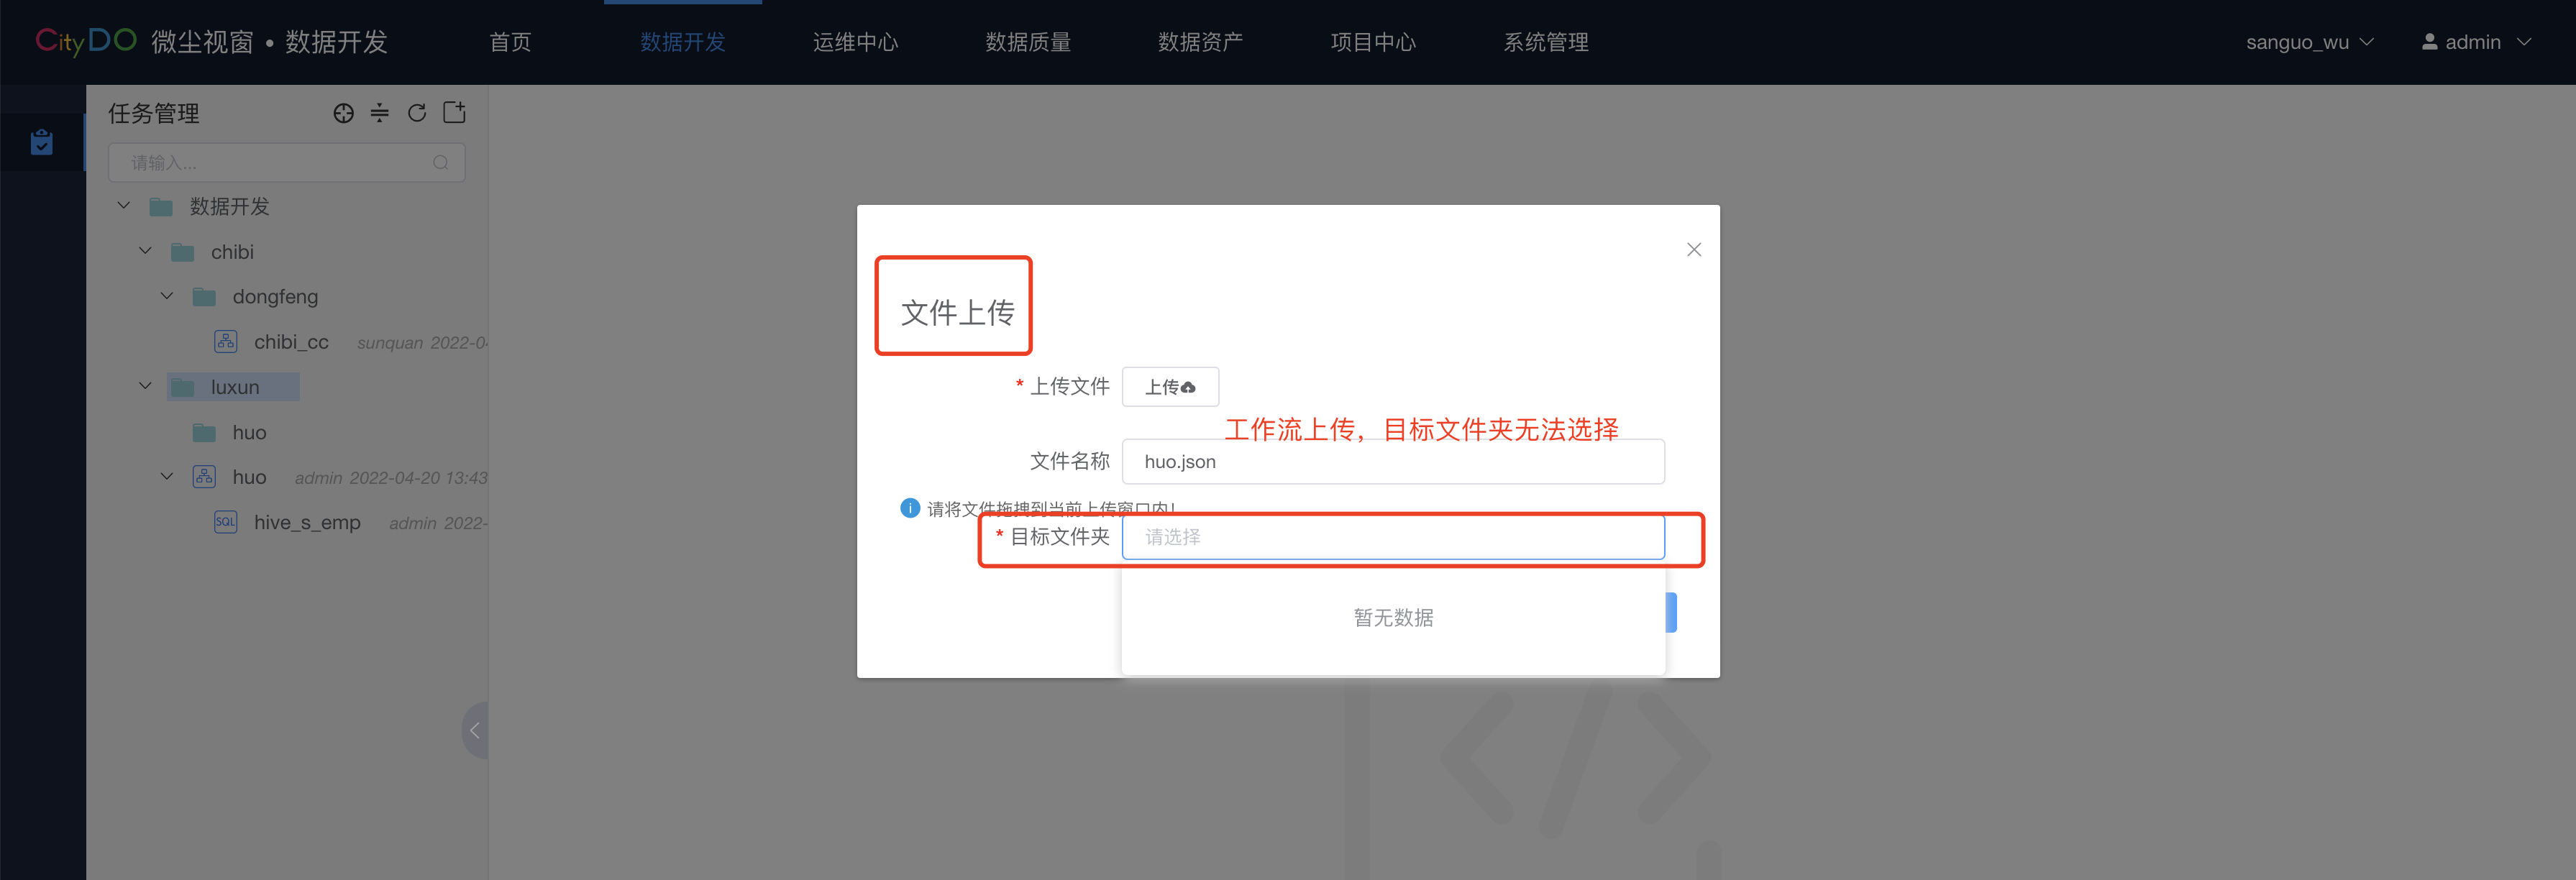 CityDO 微尘视窗 • 数据开发 首页 数据开发 运维中心 数据质量 数据资产 项目中心 系统管理 sanguo_wu admin
任务管理
请输入...
数据开发
chibi
dongfeng
chibi_cc sunquan 2022-04
luxun
huo
huo admin 2022-04-20 13:43
SQL hive_s_emp admin 2022-
文件上传
* 上传文件 上传
工作流上传，目标文件夹无法选择
文件名称 huo.json
请将文件拖拽到当前上传窗口内!
* 目标文件夹 请选择
暂无数据